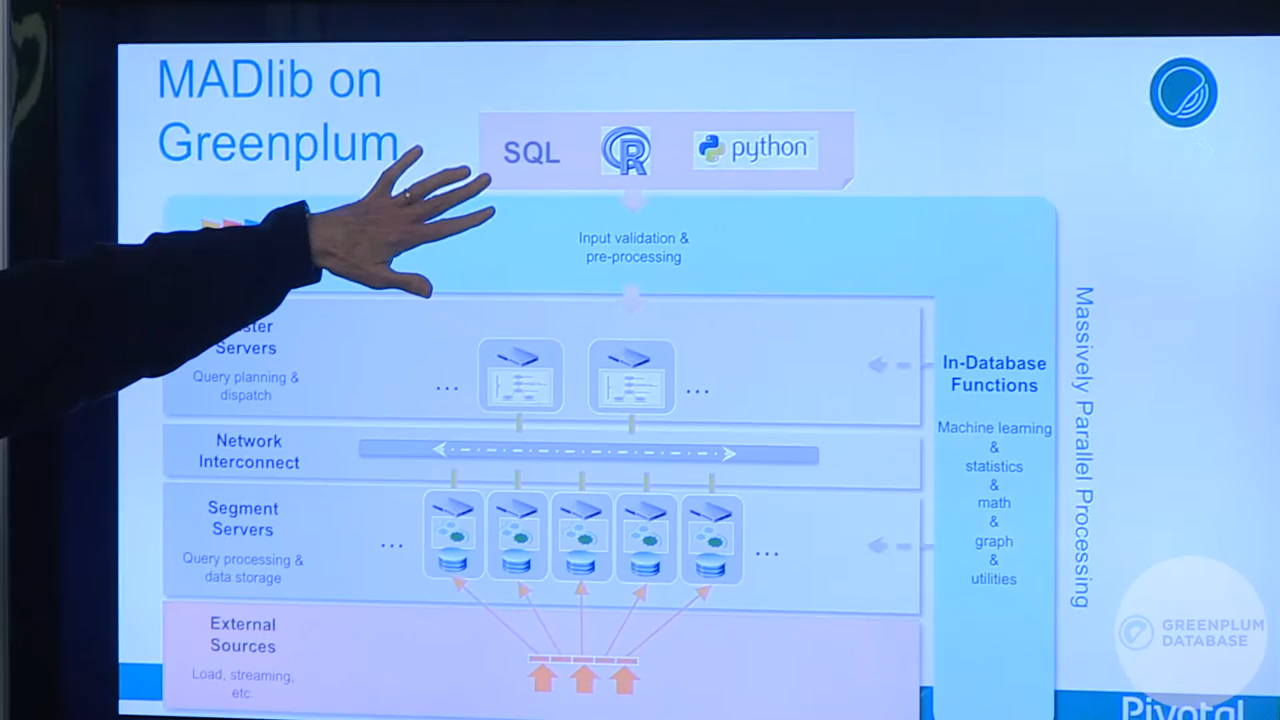 MADlib on
Greenplum
SQL
R
python
Input validation &
pre-processing
Servers
Query planning &
dispatch
In-Database
Functions
Machine learning
&
statistics
&
math
&
graph
&
utilities
Massively Parallel Processing
Network
Interconnect
Segment
Servers
Query processing &
data storage
External
Sources
Load, streaming,
etc.
GREENPLUM
DATABASE
Pivotal